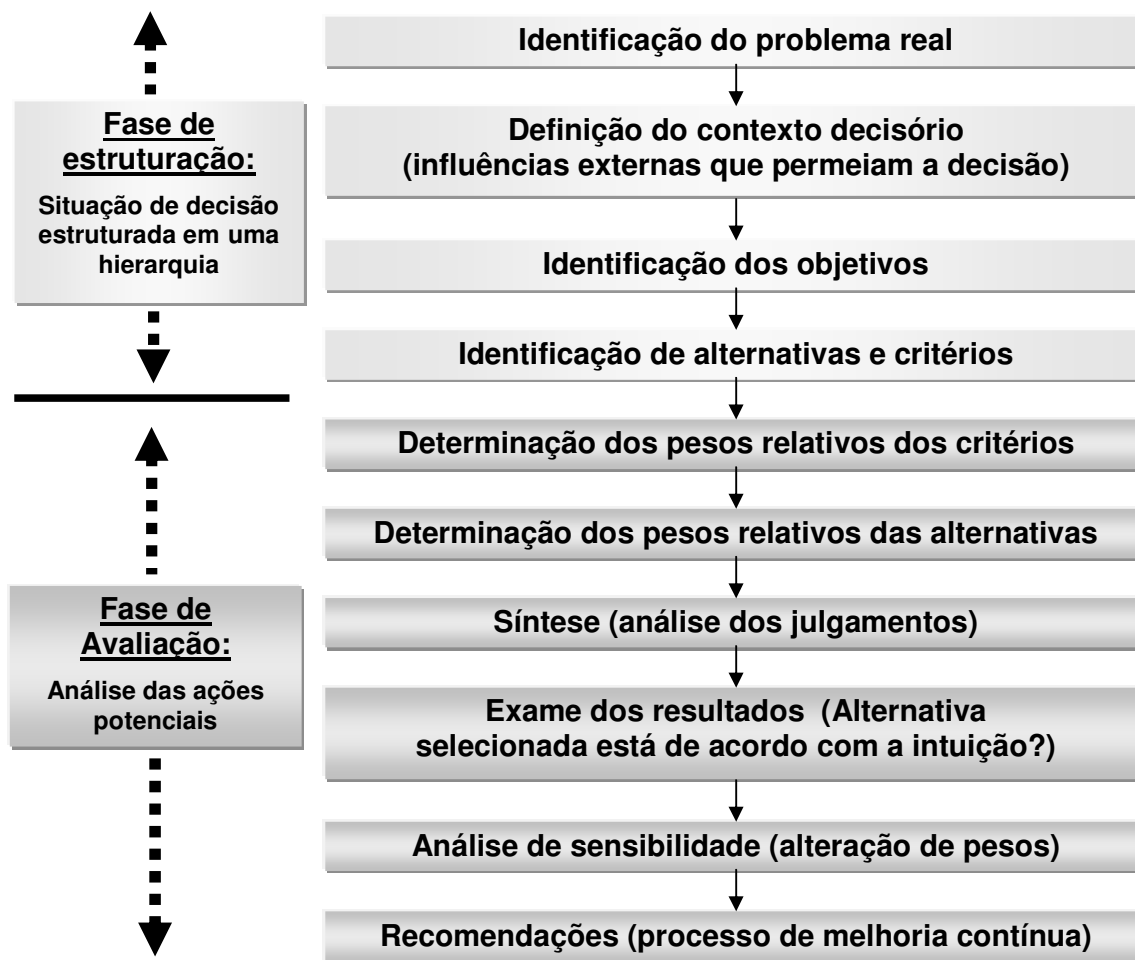 Fase de
estruturação:
Situação de decisão
estruturada em uma
hierarquia
Identificação do problema real
Definição do contexto decisório
(influências externas que permeiam a decisão)
Identificação dos objetivos
Identificação de alternativas e critérios
Fase de
Avaliação:
Análise das ações
potenciais
Determinação dos pesos relativos dos critérios
Determinação dos pesos relativos das alternativas
Síntese (análise dos julgamentos)
Exame dos resultados (Alternativa
selecionada está de acordo com a intuição?)
Análise de sensibilidade (alteração de pesos)
Recomendações (processo de melhoria contínua)